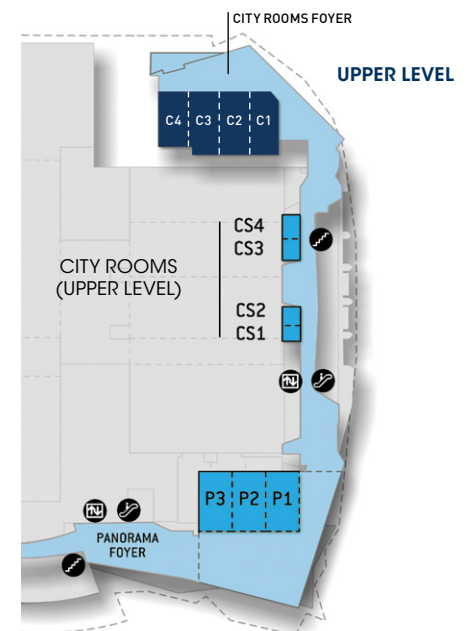 CITY ROOMS FOYER
UPPER LEVEL
C4 C3 C2 C1
CS4
CS3
CITY ROOMS
(UPPER LEVEL)
CS2
CS1
P3 P2 P1
PANORAMA
FOYER